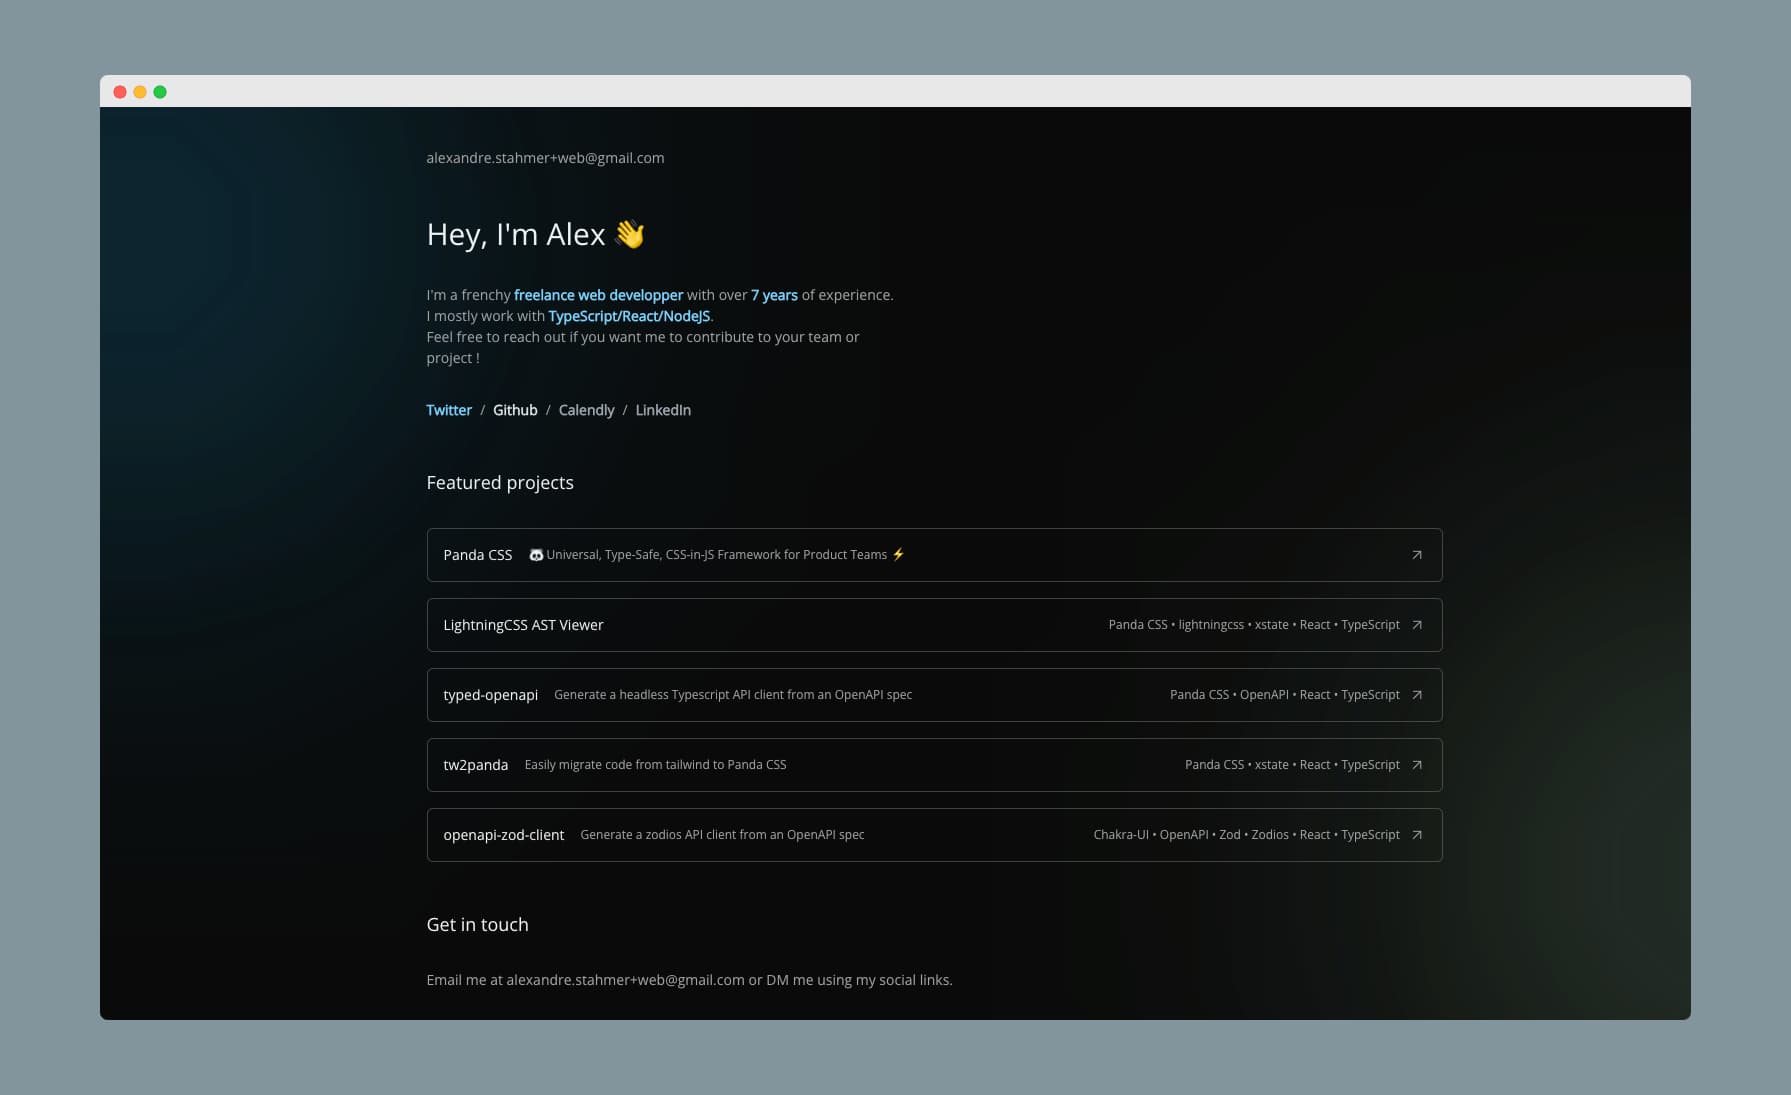 alexandre.stahmer+web@gmail.com
Hey, I'm Alex 👋
I'm a frenchy freelance web developper with over 7 years of experience.
I mostly work with TypeScript/React/NodeJS.
Feel free to reach out if you want me to contribute to your team or
project !
Twitter / Github / Calendly / LinkedIn
Featured projects
Panda CSS 🐼 Universal, Type-Safe, CSS-in-JS Framework for Product Teams ⚡
LightningCSS AST Viewer Panda CSS • lightningcss • xstate • React • TypeScript
typed-openapi Generate a headless Typescript API client from an OpenAPI spec Panda CSS • OpenAPI • React • TypeScript
tw2panda Easily migrate code from tailwind to Panda CSS Panda CSS • xstate • React • TypeScript
openapi-zod-client Generate a zodios API client from an OpenAPI spec Chakra-UI • OpenAPI • Zod • Zodios • React • TypeScript
Get in touch
Email me at alexandre.stahmer+web@gmail.com or DM me using my social links.